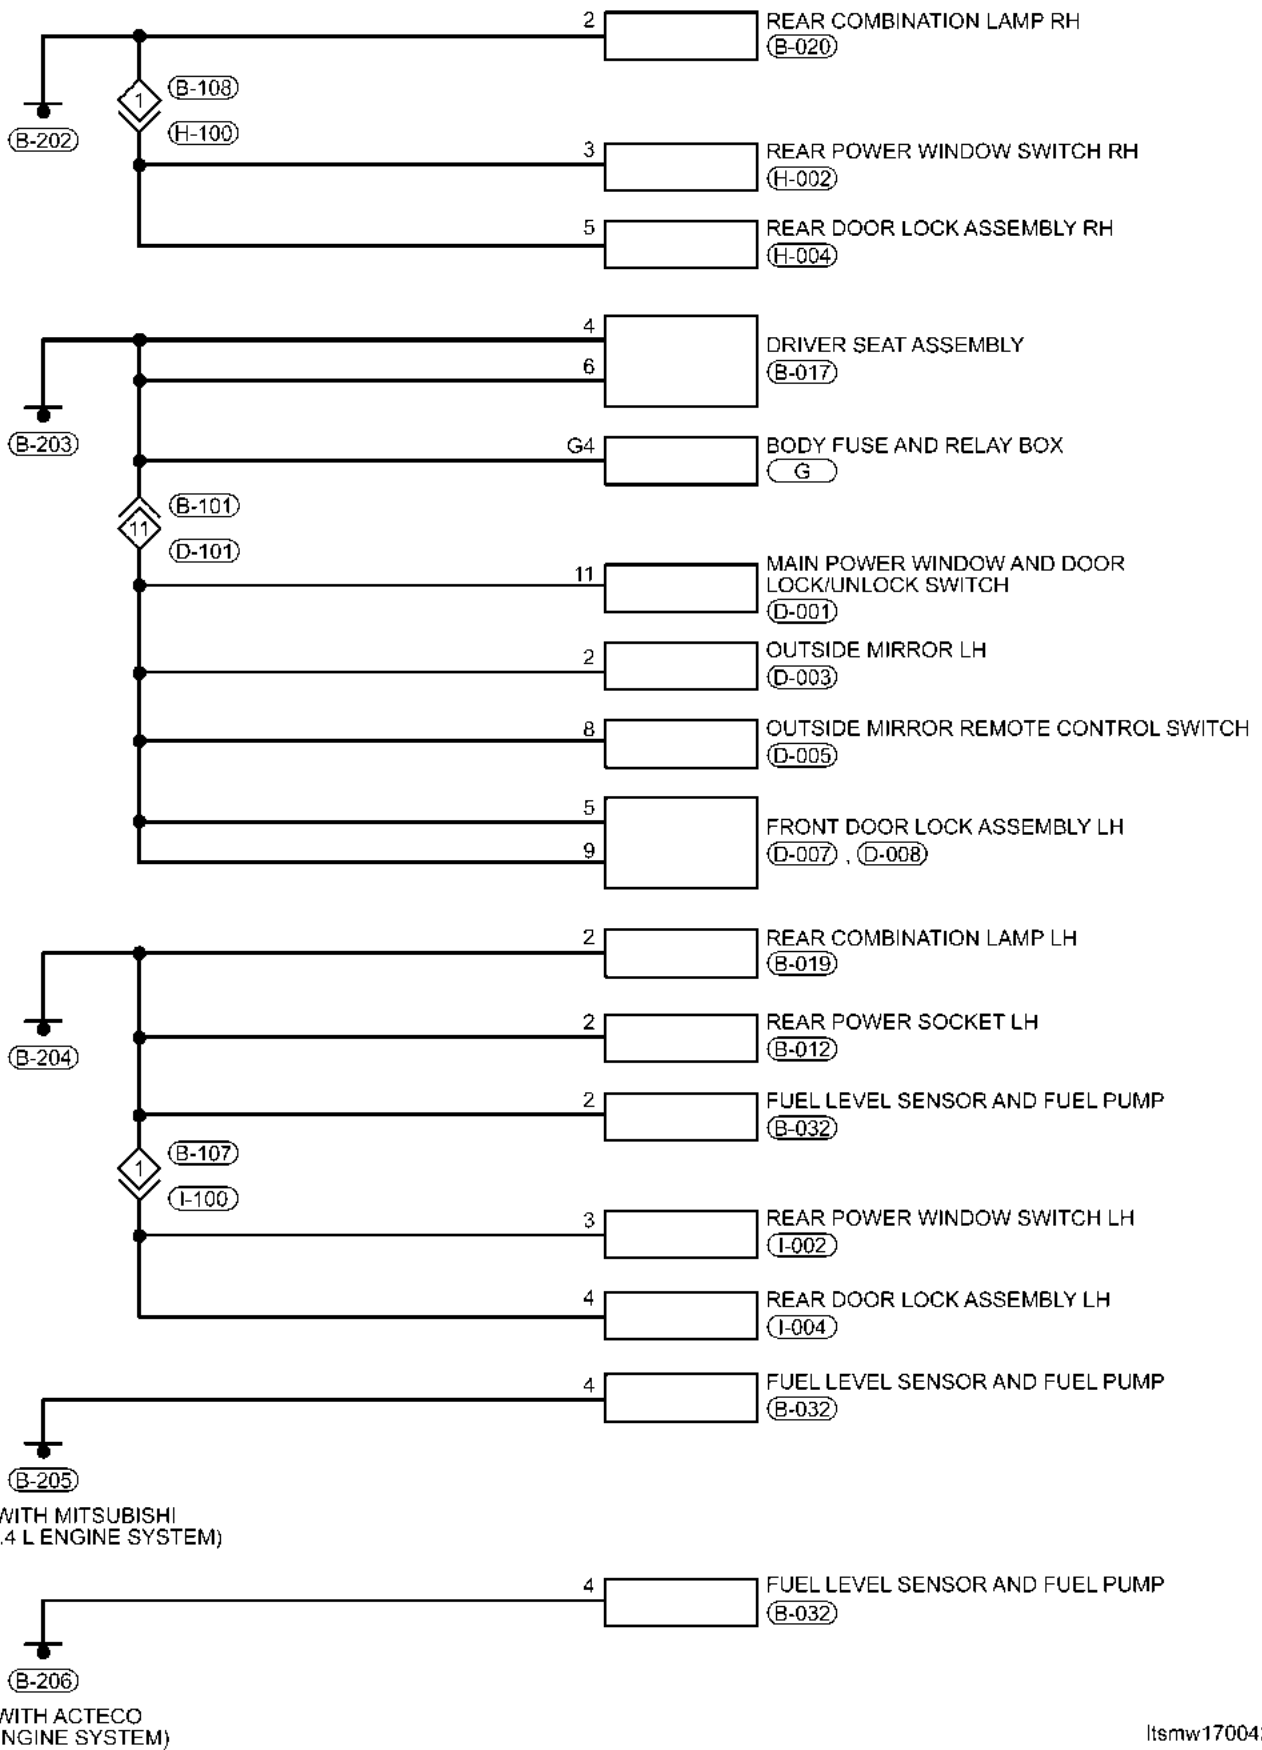 2 REAR COMBINATION LAMP RH
B-020
B-108
1
B-202
H-100
3 REAR POWER WINDOW SWITCH RH
H-002
5 REAR DOOR LOCK ASSEMBLY RH
H-004
4
DRIVER SEAT ASSEMBLY
6
B-017
B-203
G4 BODY FUSE AND RELAY BOX
G
B-101
11
D-101
MAIN POWER WINDOW AND DOOR
11 LOCK/UNLOCK SWITCH
D-001
2 OUTSIDE MIRROR LH
D-003
8 OUTSIDE MIRROR REMOTE CONTROL SWITCH
D-005
5
FRONT DOOR LOCK ASSEMBLY LH
9
D-007 , D-008
2 REAR COMBINATION LAMP LH
B-019
2 REAR POWER SOCKET LH
B-012
B-204
2 FUEL LEVEL SENSOR AND FUEL PUMP
B-032
B-107
1
I-100
3 REAR POWER WINDOW SWITCH LH
I-002
4 REAR DOOR LOCK ASSEMBLY LH
I-004
4 FUEL LEVEL SENSOR AND FUEL PUMP
B-032
B-205
WITH MITSUBISHI
.4 L ENGINE SYSTEM)
4 FUEL LEVEL SENSOR AND FUEL PUMP
B-032
B-206
WITH ACTECO
NGINE SYSTEM)
ltsmw17004